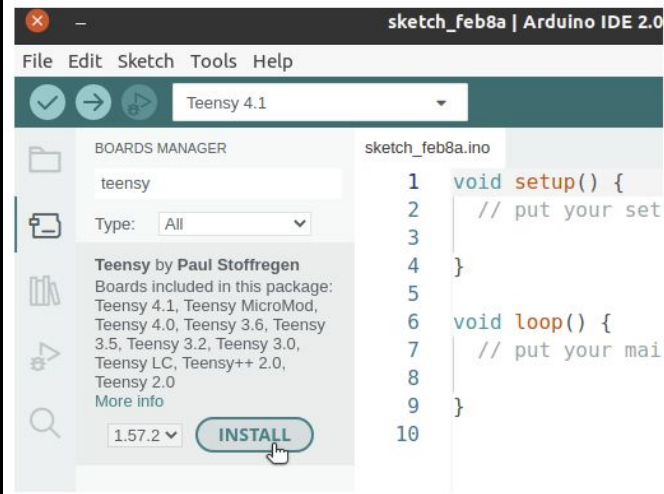 sketch_feb8a | Arduino IDE 2.0
File Edit Sketch Tools Help
Teensy 4.1
BOARDS MANAGER
teensy
Type: All
Teensy by Paul Stoffregen
Boards included in this package:
Teensy 4.1, Teensy MicroMod,
Teensy 4.0, Teensy 3.6, Teensy
3.5, Teensy 3.2, Teensy 3.0,
Teensy LC, Teensy++ 2.0,
Teensy 2.0
More info
1.57.2 INSTALL
sketch_feb8a.ino
1 void setup() {
2 // put your set
3
4 }
5
6 void loop() {
7 // put your mai
8
9 }
10